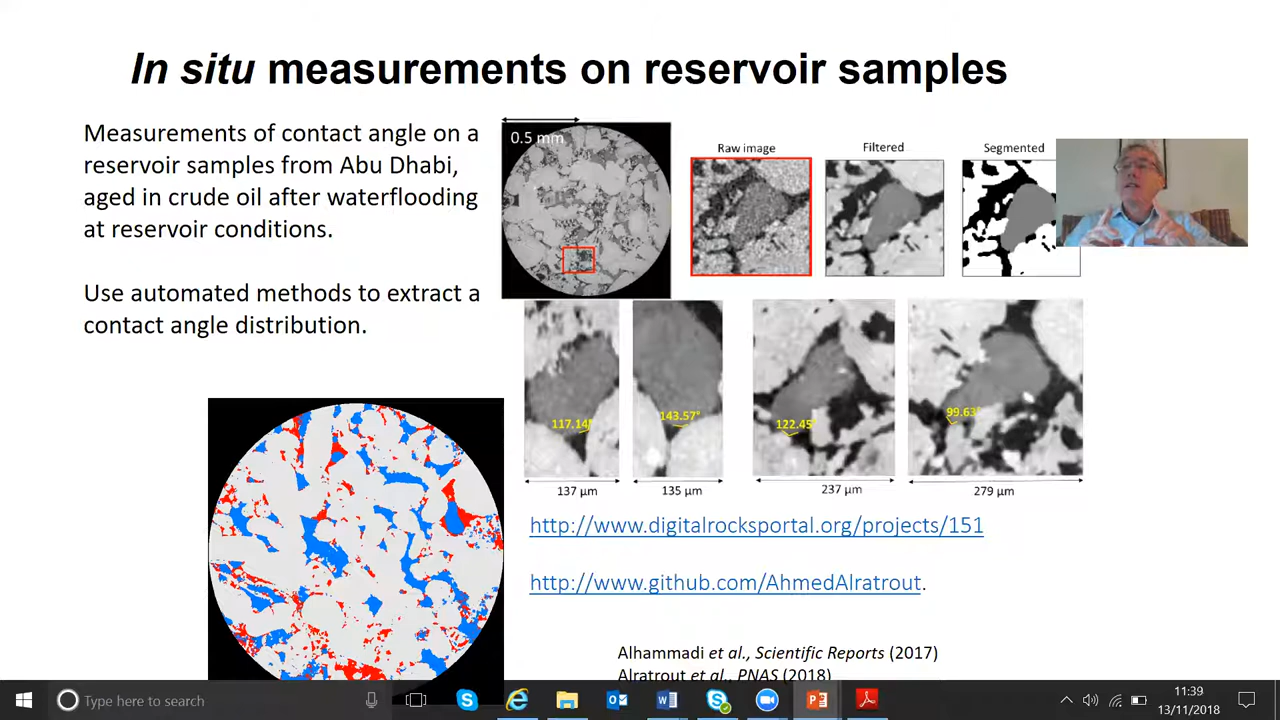 In situ measurements on reservoir samples
Measurements of contact angle on a
reservoir samples from Abu Dhabi,
aged in crude oil after waterflooding
at reservoir conditions.
Use automated methods to extract a
contact angle distribution.
0.5 mm
Raw image
Filtered
Segmented
117.14°
143.57°
122.45°
99.63°
137 µm
135 µm
237 µm
279 µm
http://www.digitalrocksportal.org/projects/151
http://www.github.com/AhmedAlratrout.
Alhammadi et al., Scientific Reports (2017)
Alratrout et al., PNAS (2018)
Type here to search
11:39
13/11/2018